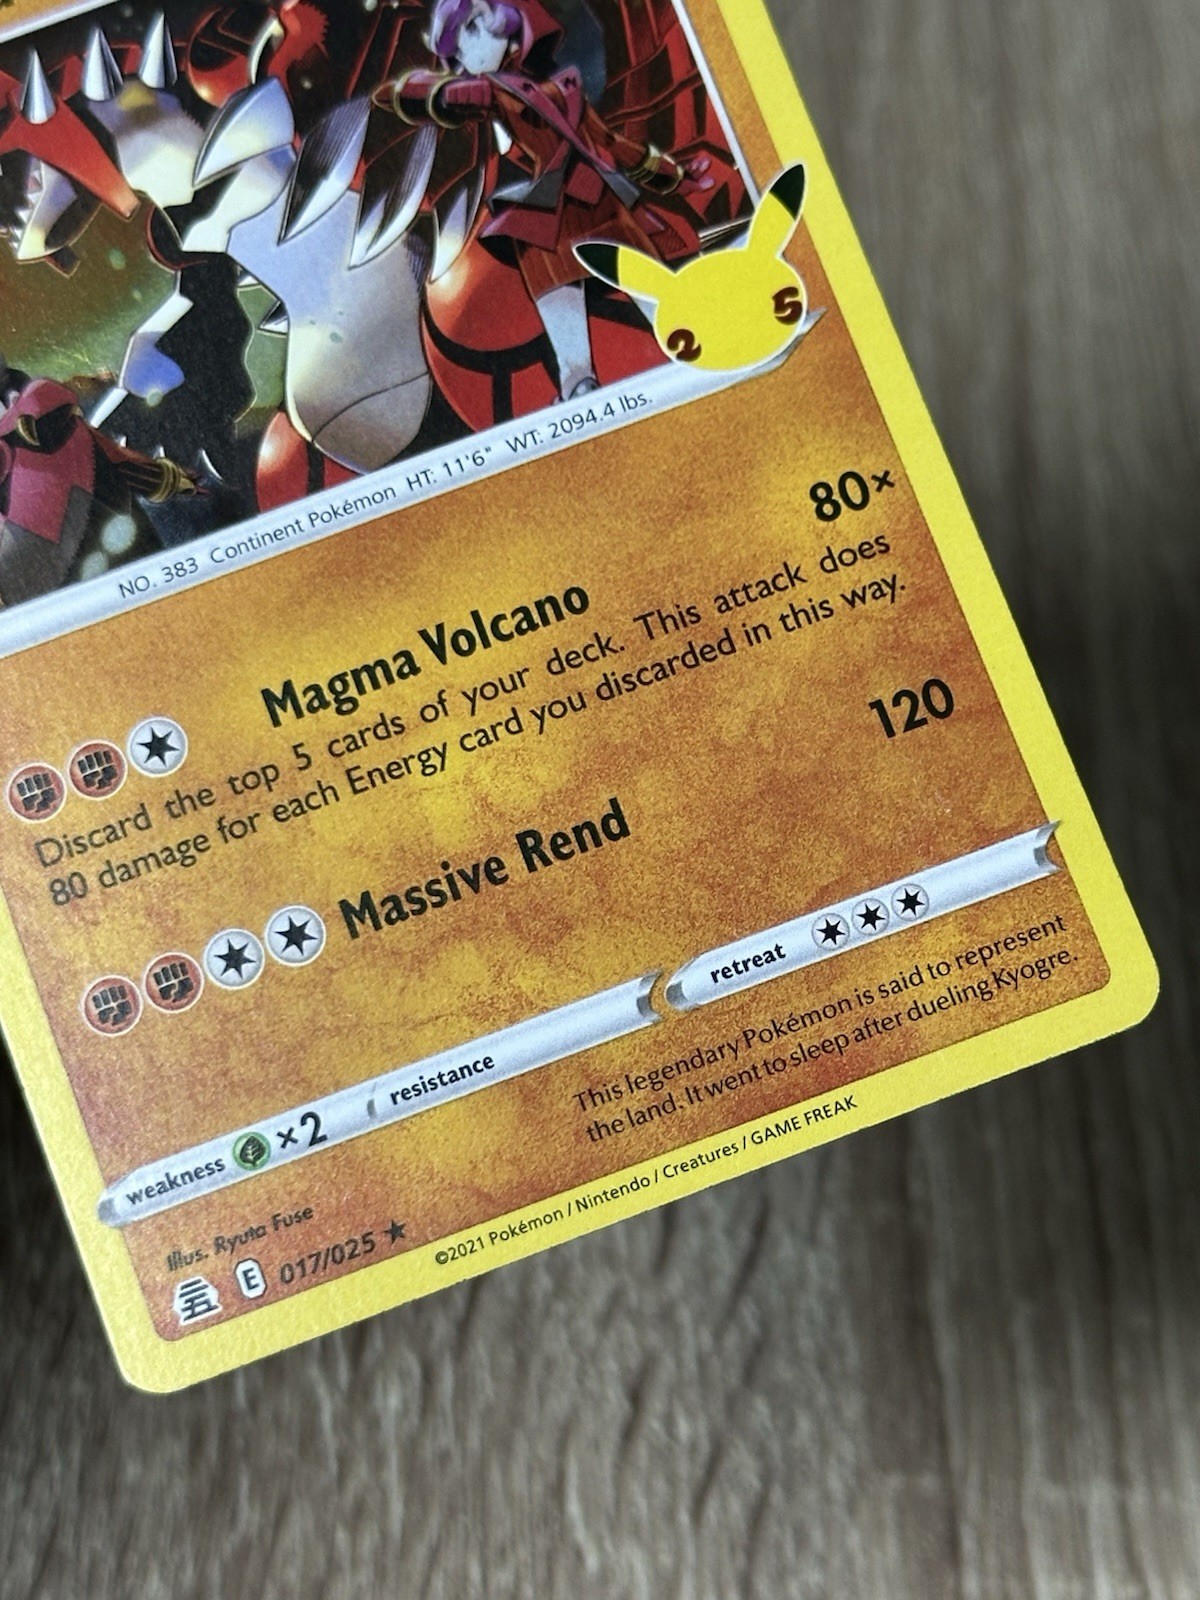 25
NO. 383 Continent Pokémon HT: 11'6" WT: 2094.4 lbs.
Magma Volcano 80×
Discard the top 5 cards of your deck. This attack does
80 damage for each Energy card you discarded in this way.
Massive Rend 120
weakness ×2 resistance retreat
This legendary Pokémon is said to represent
the land. It went to sleep after dueling Kyogre.
Illus. Ryuta Fuse
五 E 017/025 ★
©2021 Pokémon / Nintendo / Creatures / GAME FREAK